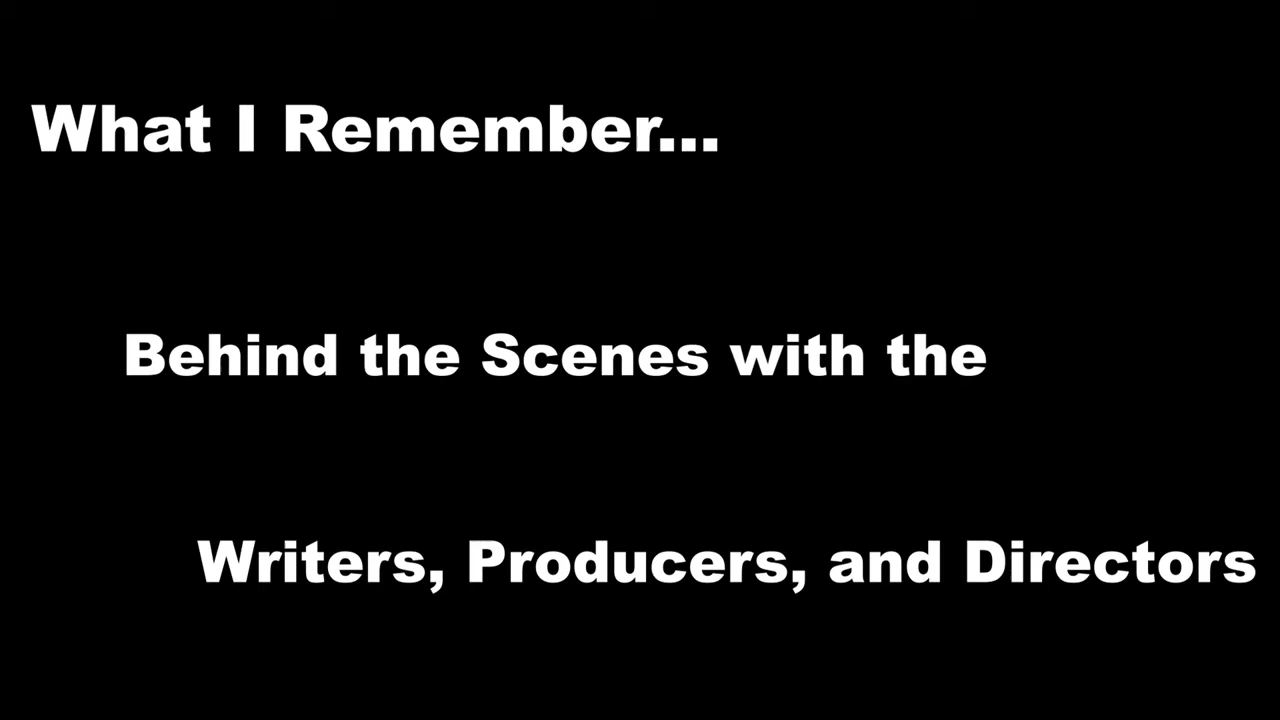 What I Remember...
Behind the Scenes with the
Writers, Producers, and Directors